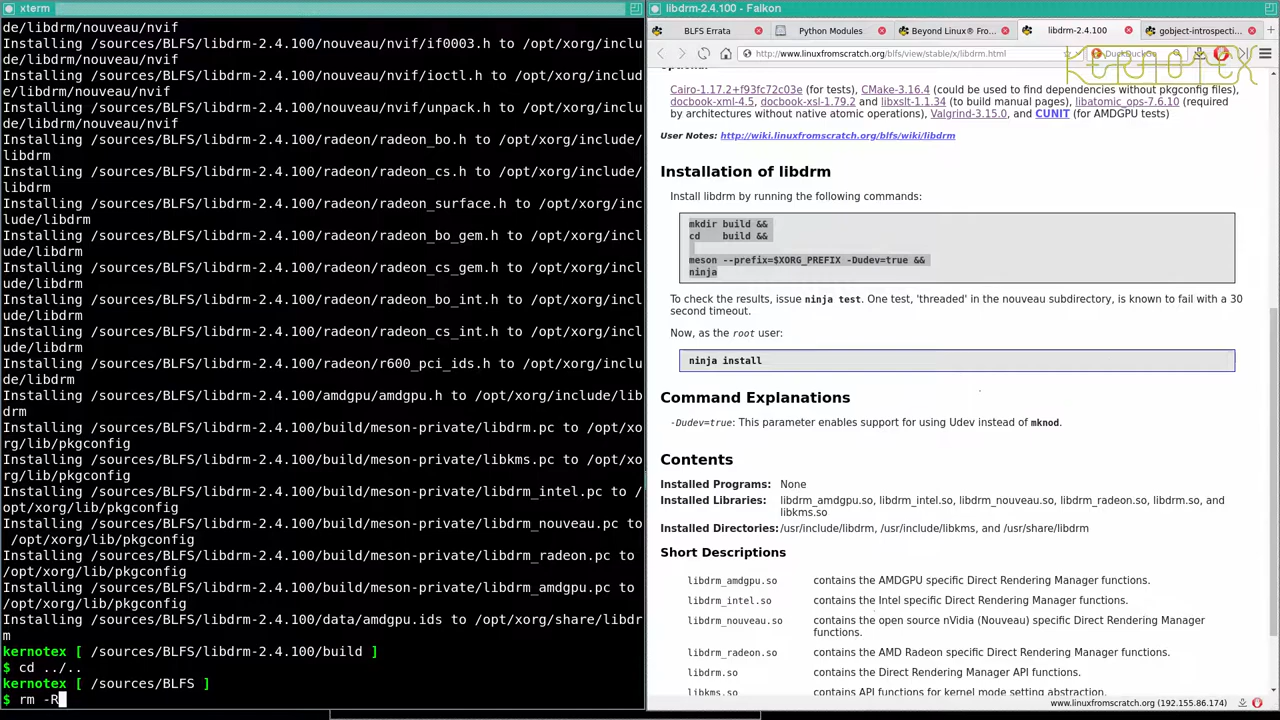 xterm
de/libdrm/nouveau/nvif
Installing /sources/BLFS/libdrm-2.4.100/nouveau/nvif/if0003.h to /opt/xorg/inclu
de/libdrm/nouveau/nvif
Installing /sources/BLFS/libdrm-2.4.100/nouveau/nvif/ioctl.h to /opt/xorg/includ
e/libdrm/nouveau/nvif
Installing /sources/BLFS/libdrm-2.4.100/nouveau/nvif/unpack.h to /opt/xorg/inclu
de/libdrm/nouveau/nvif
Installing /sources/BLFS/libdrm-2.4.100/radeon/radeon_bo.h to /opt/xorg/include/
libdrm
Installing /sources/BLFS/libdrm-2.4.100/radeon/radeon_cs.h to /opt/xorg/include/
libdrm
Installing /sources/BLFS/libdrm-2.4.100/radeon/radeon_surface.h to /opt/xorg/inc
lude/libdrm
Installing /sources/BLFS/libdrm-2.4.100/radeon/radeon_bo_gem.h to /opt/xorg/incl
ude/libdrm
Installing /sources/BLFS/libdrm-2.4.100/radeon/radeon_cs_gem.h to /opt/xorg/incl
ude/libdrm
Installing /sources/BLFS/libdrm-2.4.100/radeon/radeon_bo_int.h to /opt/xorg/incl
ude/libdrm
Installing /sources/BLFS/libdrm-2.4.100/radeon/radeon_cs_int.h to /opt/xorg/incl
ude/libdrm
Installing /sources/BLFS/libdrm-2.4.100/radeon/r600_pci_ids.h to /opt/xorg/inclu
de/libdrm
Installing /sources/BLFS/libdrm-2.4.100/amdgpu/amdgpu.h to /opt/xorg/include/lib
drm
Installing /sources/BLFS/libdrm-2.4.100/build/meson-private/libdrm.pc to /opt/xo
rg/lib/pkgconfig
Installing /sources/BLFS/libdrm-2.4.100/build/meson-private/libkms.pc to /opt/xo
rg/lib/pkgconfig
Installing /sources/BLFS/libdrm-2.4.100/build/meson-private/libdrm_intel.pc to /
opt/xorg/lib/pkgconfig
Installing /sources/BLFS/libdrm-2.4.100/build/meson-private/libdrm_nouveau.pc to
 /opt/xorg/lib/pkgconfig
Installing /sources/BLFS/libdrm-2.4.100/build/meson-private/libdrm_radeon.pc to
/opt/xorg/lib/pkgconfig
Installing /sources/BLFS/libdrm-2.4.100/build/meson-private/libdrm_amdgpu.pc to
/opt/xorg/lib/pkgconfig
Installing /sources/BLFS/libdrm-2.4.100/data/amdgpu.ids to /opt/xorg/share/libdr
m
kernotex [ /sources/BLFS/libdrm-2.4.100/build ]
$ cd ../..
kernotex [ /sources/BLFS ]
$ rm -R
libdrm-2.4.100 - Falkon
BLFS Errata
Python Modules
Beyond Linux® Fro...
libdrm-2.4.100
gobject-introspecti...
http://www.linuxfromscratch.org/blfs/view/stable/x/libdrm.html
DuckDuckGo
KERNOTEX
Optional
Cairo-1.17.2+f93fc72c03e (for tests), CMake-3.16.4 (could be used to find dependencies without pkgconfig files),
docbook-xml-4.5, docbook-xsl-1.79.2 and libxslt-1.1.34 (to build manual pages), libatomic_ops-7.6.10 (required
by architectures without native atomic operations), Valgrind-3.15.0, and CUNIT (for AMDGPU tests)
User Notes: http://wiki.linuxfromscratch.org/blfs/wiki/libdrm
Installation of libdrm
Install libdrm by running the following commands:
mkdir build &&
cd    build &&
meson --prefix=$XORG_PREFIX -Dudev=true &&
ninja
To check the results, issue ninja test. One test, 'threaded' in the nouveau subdirectory, is known to fail with a 30
second timeout.
Now, as the root user:
ninja install
Command Explanations
-Dudev=true: This parameter enables support for using Udev instead of mknod.
Contents
Installed Programs: None
Installed Libraries: libdrm_amdgpu.so, libdrm_intel.so, libdrm_nouveau.so, libdrm_radeon.so, libdrm.so, and
libkms.so
Installed Directories: /usr/include/libdrm, /usr/include/libkms, and /usr/share/libdrm
Short Descriptions
libdrm_amdgpu.so contains the AMDGPU specific Direct Rendering Manager functions.
libdrm_intel.so contains the Intel specific Direct Rendering Manager functions.
libdrm_nouveau.so contains the open source nVidia (Nouveau) specific Direct Rendering Manager
functions.
libdrm_radeon.so contains the AMD Radeon specific Direct Rendering Manager functions.
libdrm.so contains the Direct Rendering Manager API functions.
libkms.so contains API functions for kernel mode setting abstraction.
www.linuxfromscratch.org (192.155.86.174)